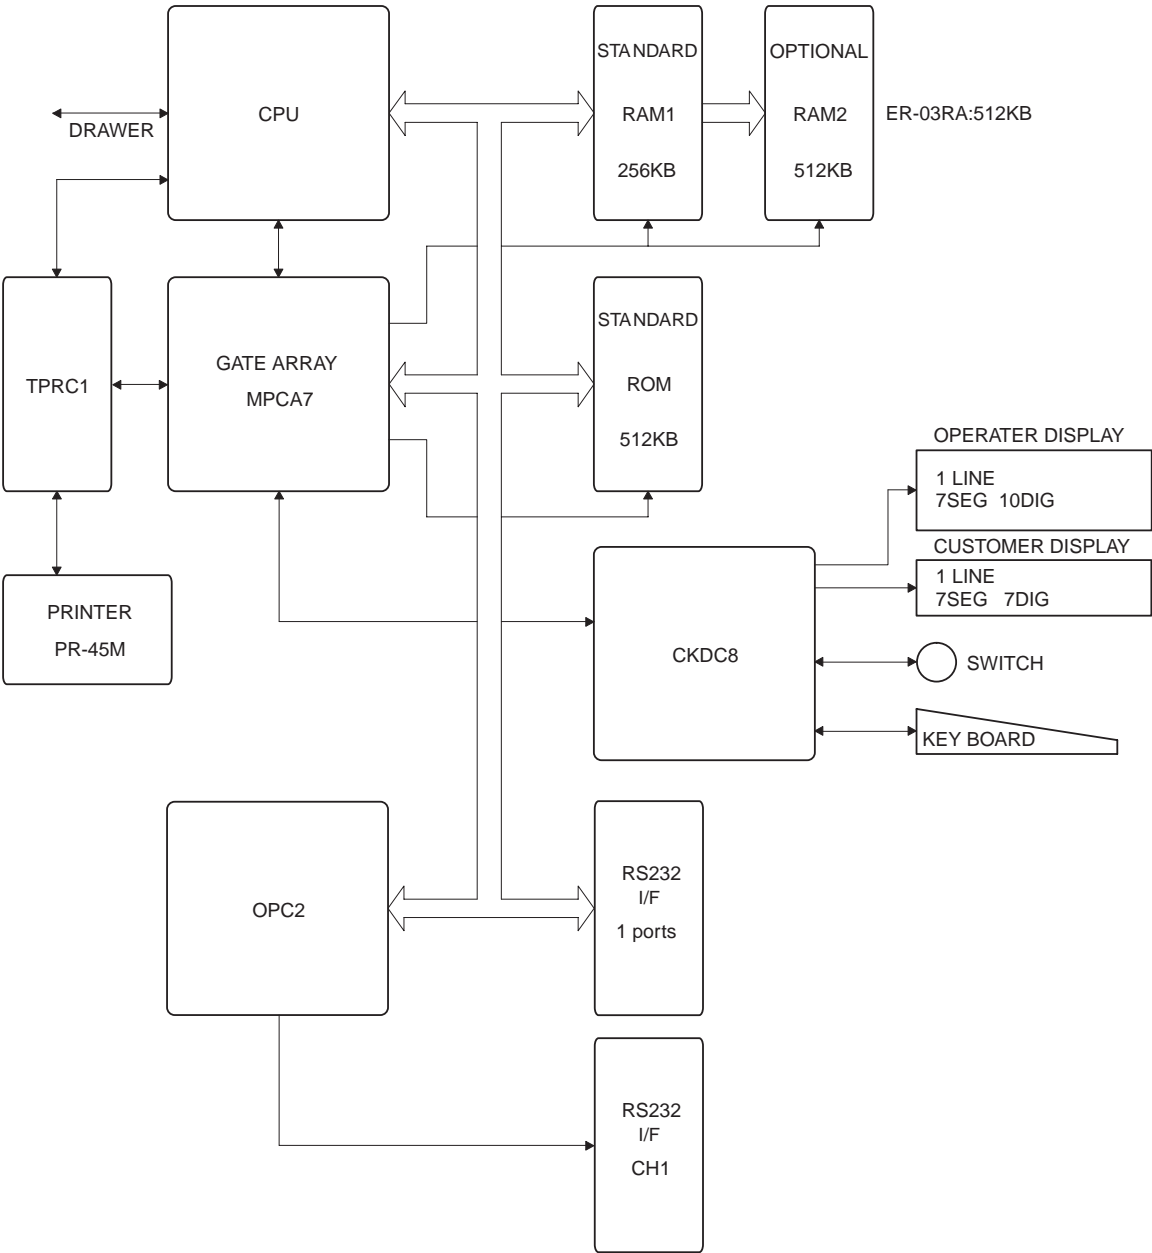 CPU
DRAWER
STANDARD
RAM1
256KB
OPTIONAL
RAM2
512KB
ER-03RA:512KB
TPRC1
GATE ARRAY
MPCA7
STANDARD
ROM
512KB
PRINTER
PR-45M
CKDC8
OPERATER DISPLAY
1 LINE
7SEG 10DIG
CUSTOMER DISPLAY
1 LINE
7SEG 7DIG
SWITCH
KEY BOARD
OPC2
RS232
I/F
1 ports
RS232
I/F
CH1